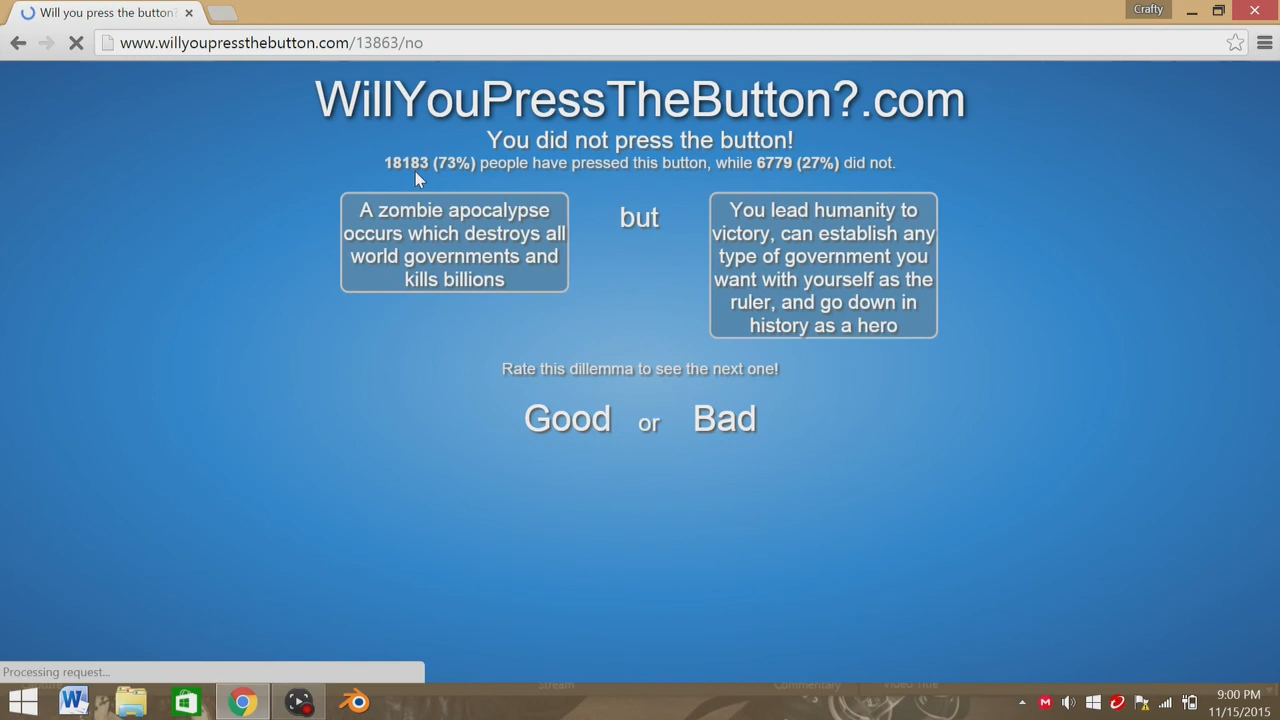 Will you press the button?
Crafty
www.willyoupressthebutton.com/13863/no
WillYouPressTheButton?.com
You did not press the button!
18183 (73%) people have pressed this button, while 6779 (27%) did not.
A zombie apocalypse
occurs which destroys all
world governments and
kills billions
but
You lead humanity to
victory, can establish any
type of government you
want with yourself as the
ruler, and go down in
history as a hero
Rate this dillemma to see the next one!
Good or Bad
Processing request...
Stream
Commentary
Video Title
9:00 PM
11/15/2015